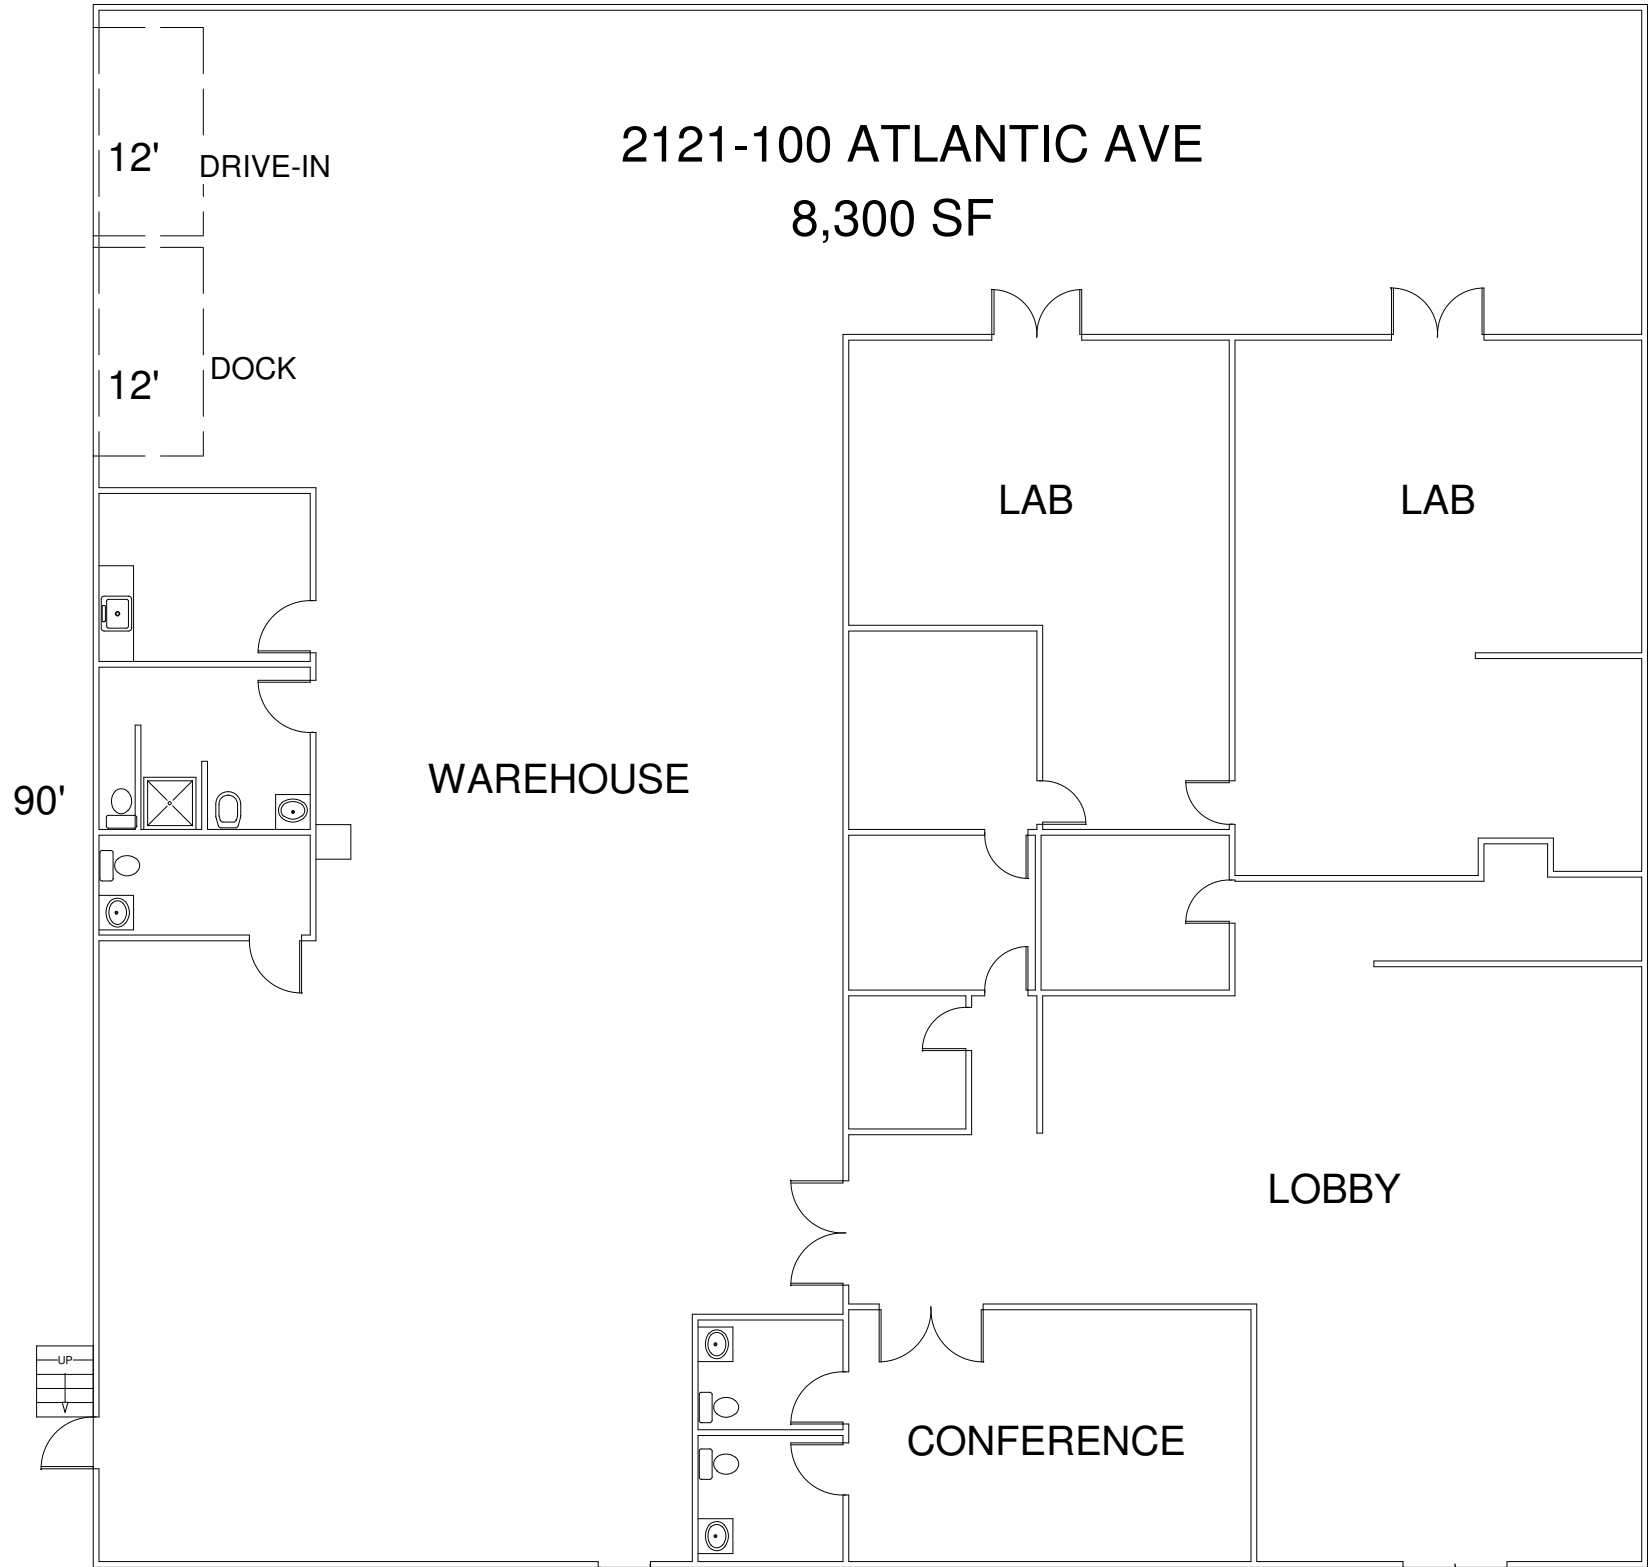 2121-100 ATLANTIC AVE
8,300 SF
12'
DRIVE-IN
12'
DOCK
LAB
LAB
WAREHOUSE
90'
LOBBY
UP
CONFERENCE